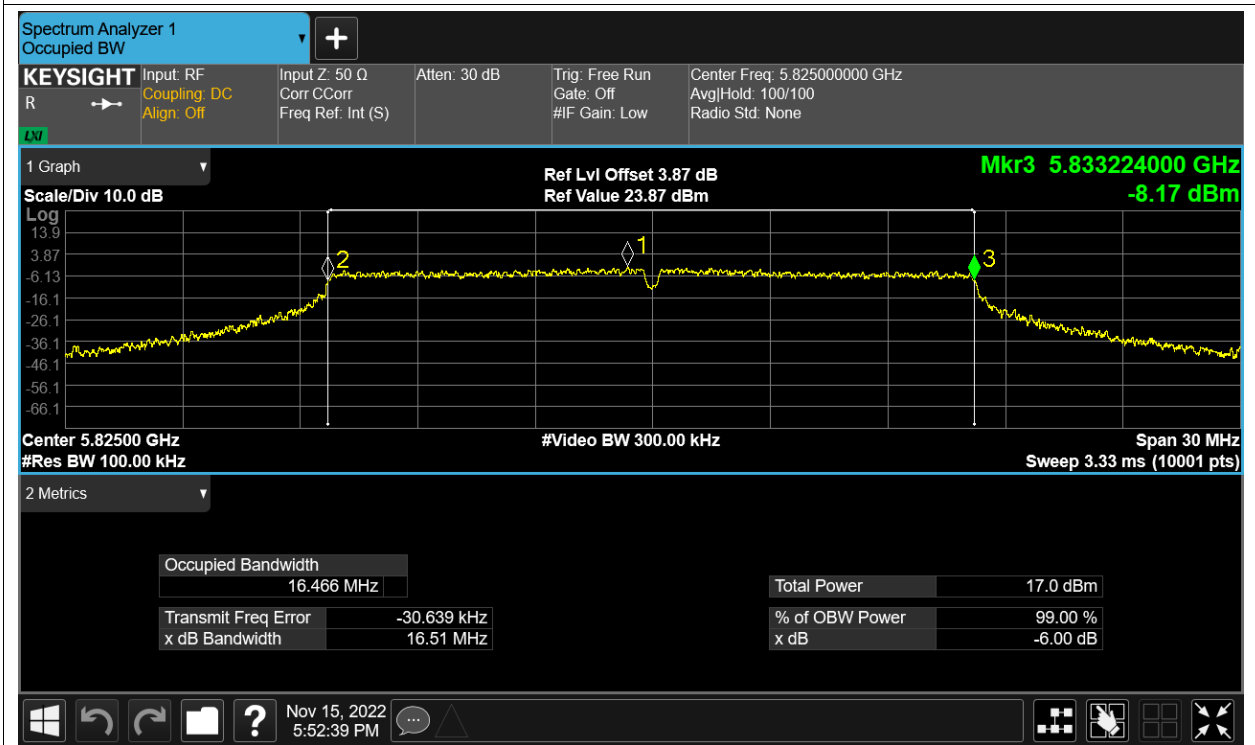 Spectrum Analyzer 1
Occupied BW
KEYSIGHT
R
LXI
Input: RF
Coupling: DC
Align: Off
Input Z: 50 Ω
Corr CCorr
Freq Ref: Int (S)
Atten: 30 dB
Trig: Free Run
Gate: Off
#IF Gain: Low
Center Freq: 5.825000000 GHz
Avg|Hold: 100/100
Radio Std: None
1 Graph
Scale/Div 10.0 dB
Ref Lvl Offset 3.87 dB
Ref Value 23.87 dBm
Mkr3 5.833224000 GHz
-8.17 dBm
Log
13.9
3.87
-6.13
-16.1
-26.1
-36.1
-46.1
-56.1
-66.1
2
1
3
Center 5.82500 GHz
#Video BW 300.00 kHz
Span 30 MHz
#Res BW 100.00 kHz
Sweep 3.33 ms (10001 pts)
2 Metrics
Occupied Bandwidth
16.466 MHz
Transmit Freq Error -30.639 kHz
x dB Bandwidth 16.51 MHz
Total Power 17.0 dBm
% of OBW Power 99.00 %
x dB -6.00 dB
?
Nov 15, 2022
5:52:39 PM